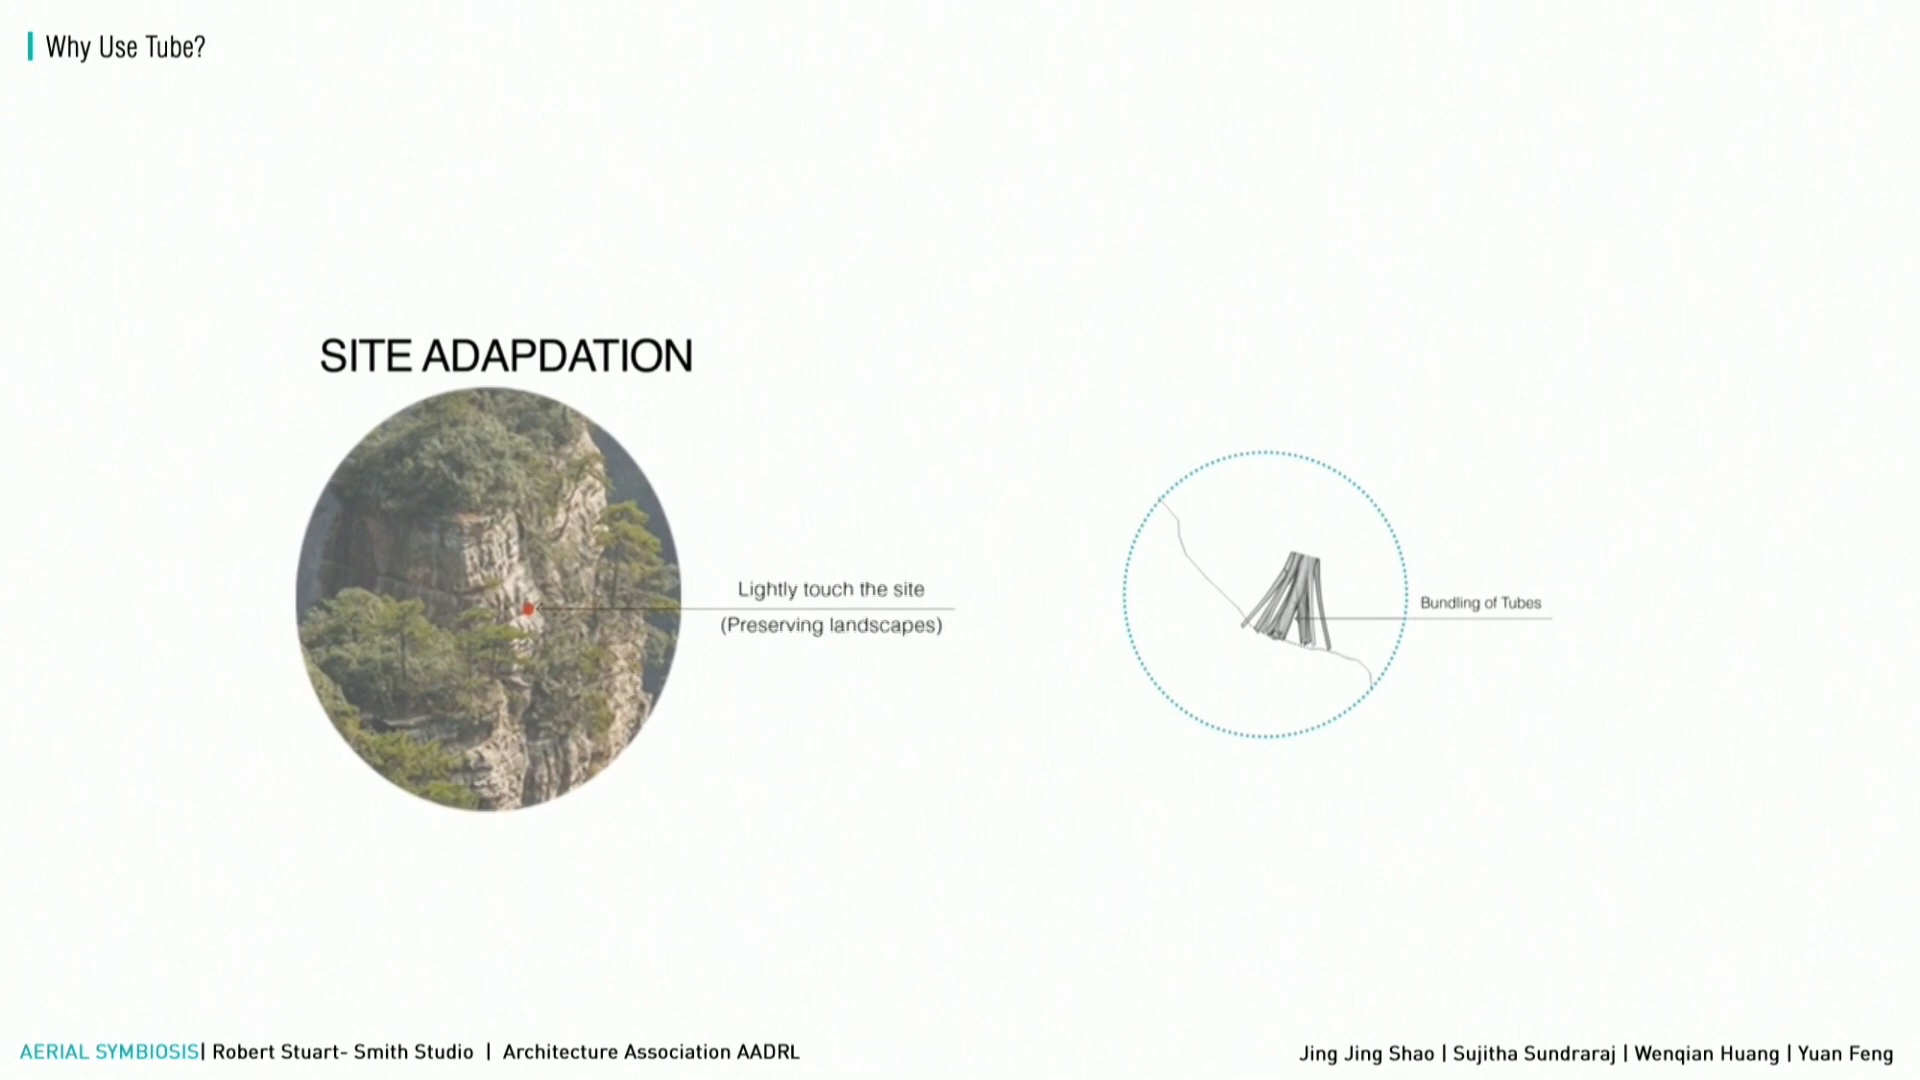 Why Use Tube?
SITE ADAPDATION
Lightly touch the site
(Preserving landscapes)
Bundling of Tubes
AERIAL SYMBIOSIS| Robert Stuart- Smith Studio | Architecture Association AADRL
Jing Jing Shao | Sujitha Sundraraj | Wenqian Huang | Yuan Feng